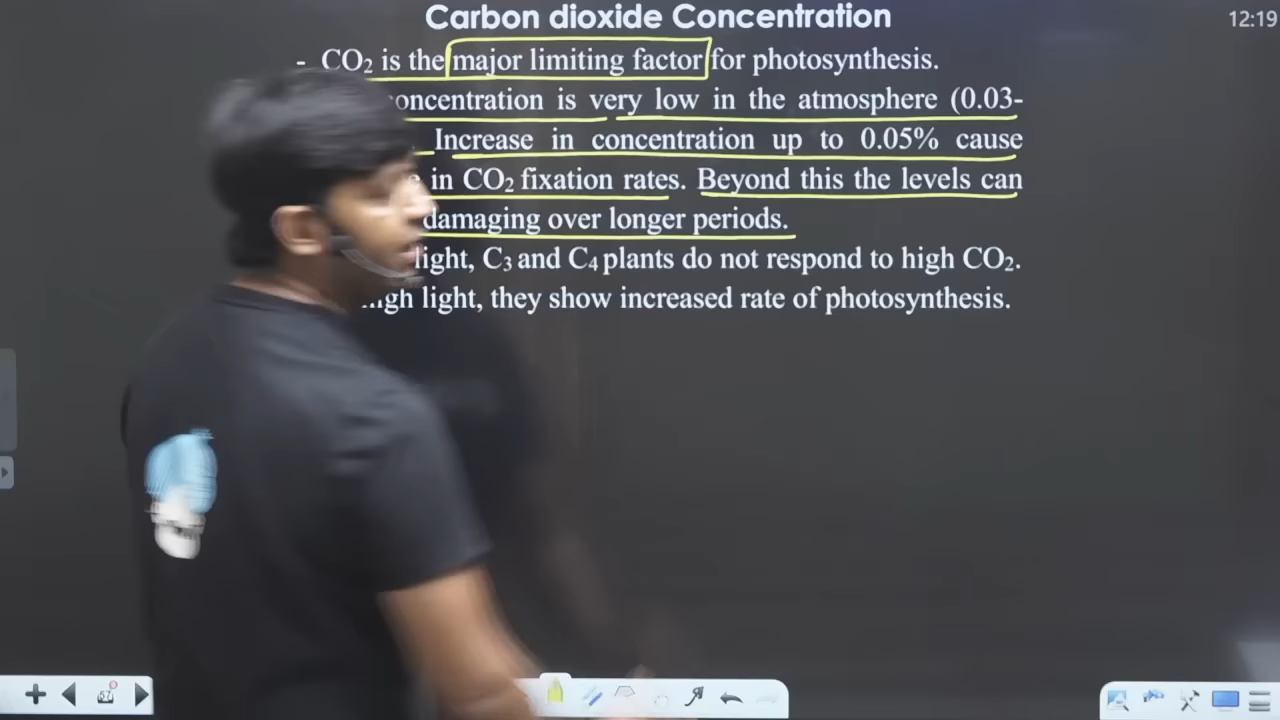 Carbon dioxide Concentration
12:19
- CO₂ is the major limiting factor for photosynthesis.
concentration is very low in the atmosphere (0.03-
Increase in concentration up to 0.05% cause
in CO₂ fixation rates. Beyond this the levels can
damaging over longer periods.
light, C₃ and C₄ plants do not respond to high CO₂.
high light, they show increased rate of photosynthesis.